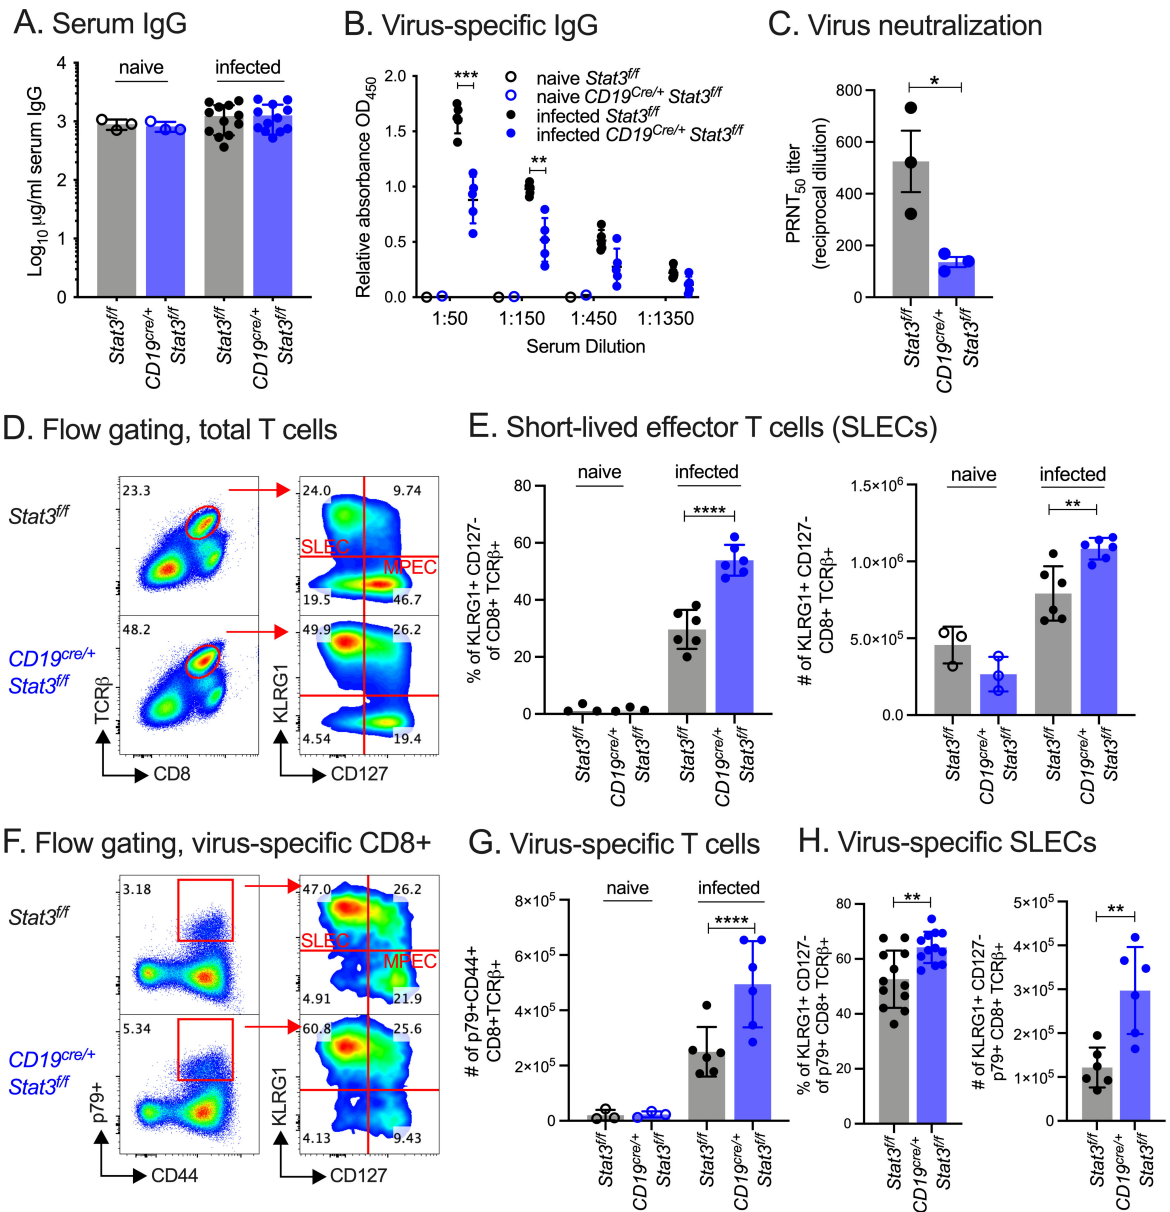 A. Serum IgG
naive
infected
Log10 µg/ml serum IgG
4
3
2
1
0
Stat3f/f
CD19cre/+
Stat3f/f
Stat3f/f
CD19cre/+
Stat3f/f
B. Virus-specific IgG
Relative absorbance OD450
2.0
1.5
1.0
0.5
0.0
***
**
naive Stat3f/f
naive CD19Cre/+ Stat3f/f
infected Stat3f/f
infected CD19Cre/+ Stat3f/f
1:50
1:150
1:450
1:1350
Serum Dilution
C. Virus neutralization
PRNT50 titer
(reciprocal dilution)
800
600
400
200
0
*
Stat3f/f
CD19cre/+
Stat3f/f
D. Flow gating, total T cells
Stat3f/f
23.3
24.0
9.74
SLEC
MPEC
19.5
46.7
CD19cre/+
Stat3f/f
48.2
49.9
26.2
4.54
19.4
TCRβ
CD8
KLRG1
CD127
E. Short-lived effector T cells (SLECs)
naive
infected
% of KLRG1+ CD127-
of CD8+ TCRβ+
80
60
40
20
0
****
Stat3f/f
CD19cre/+
Stat3f/f
Stat3f/f
CD19cre/+
Stat3f/f
naive
infected
# of KLRG1+ CD127-
CD8+ TCRβ+
1.5×10⁶
1.0×10⁶
5.0×10⁵
0.0
**
Stat3f/f
CD19cre/+
Stat3f/f
Stat3f/f
CD19cre/+
Stat3f/f
F. Flow gating, virus-specific CD8+
Stat3f/f
3.18
47.0
26.2
SLEC
MPEC
4.91
21.9
CD19cre/+
Stat3f/f
5.34
60.8
25.6
4.13
9.43
p79+
CD44
KLRG1
CD127
G. Virus-specific T cells
naive
infected
# of p79+CD44+
CD8+TCRβ+
8×10⁵
6×10⁵
4×10⁵
2×10⁵
0
****
Stat3f/f
CD19cre/+
Stat3f/f
Stat3f/f
CD19cre/+
Stat3f/f
H. Virus-specific SLECs
% of KLRG1+ CD127-
of p79+ CD8+ TCRβ+
80
60
40
20
0
**
Stat3f/f
CD19cre/+
Stat3f/f
# of KLRG1+ CD127-
p79+ CD8+ TCRβ+
5×10⁵
4×10⁵
3×10⁵
2×10⁵
1×10⁵
0
**
Stat3f/f
CD19cre/+
Stat3f/f